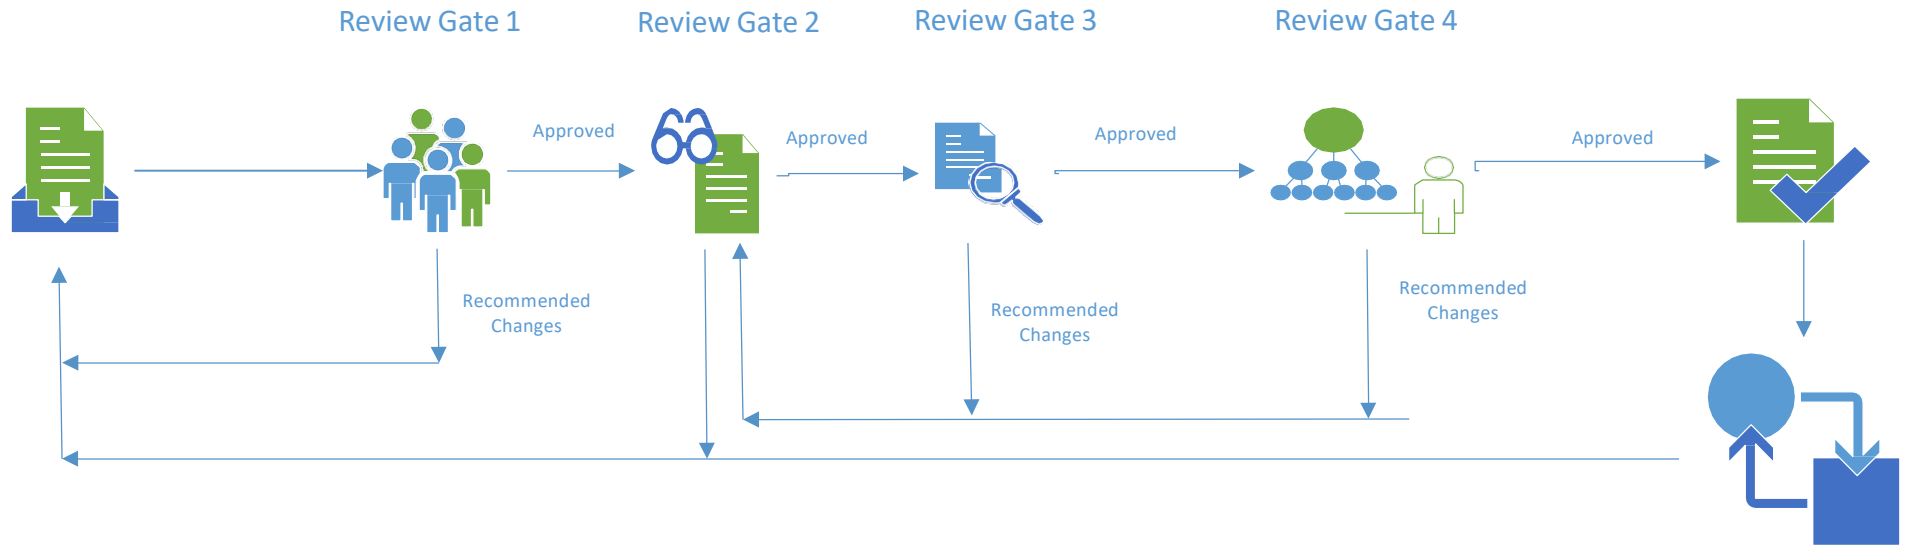 Review Gate 1
Review Gate 2
Review Gate 3
Review Gate 4
Approved
Approved
Approved
Approved
Recommended
Changes
Recommended
Changes
Recommended
Changes